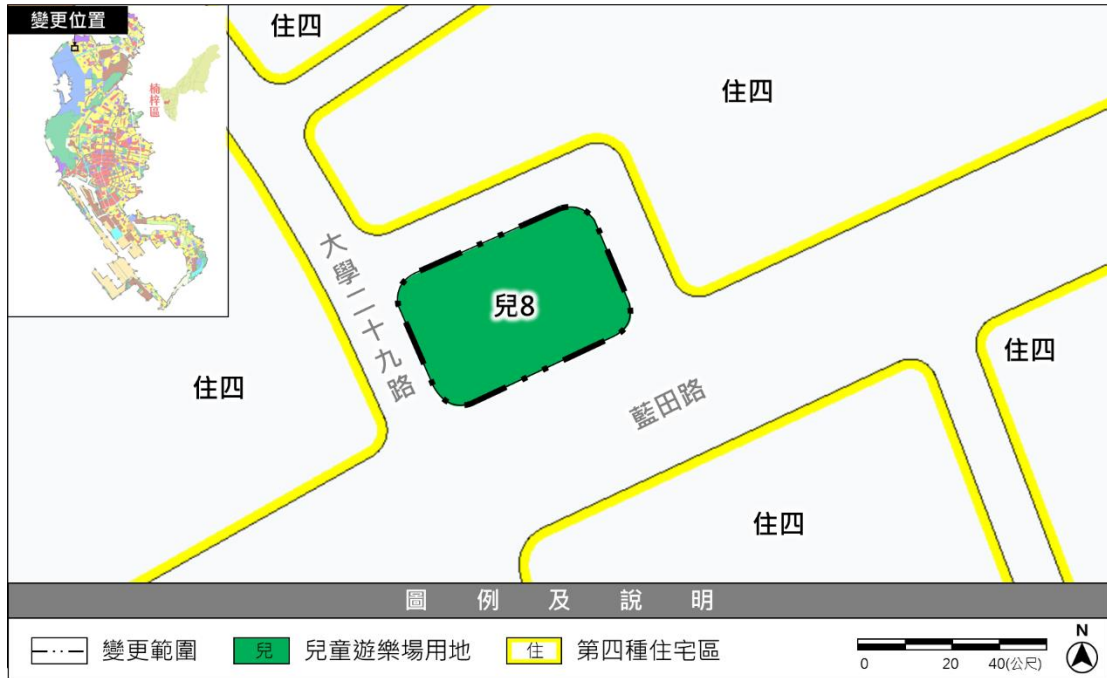 變更位置
楠梓區
住四
住四
大學二十九路
兒8
住四
住四
藍田路
住四
圖例及說明
變更範圍
兒 兒童遊樂場用地
住 第四種住宅區
0 20 40(公尺)
N